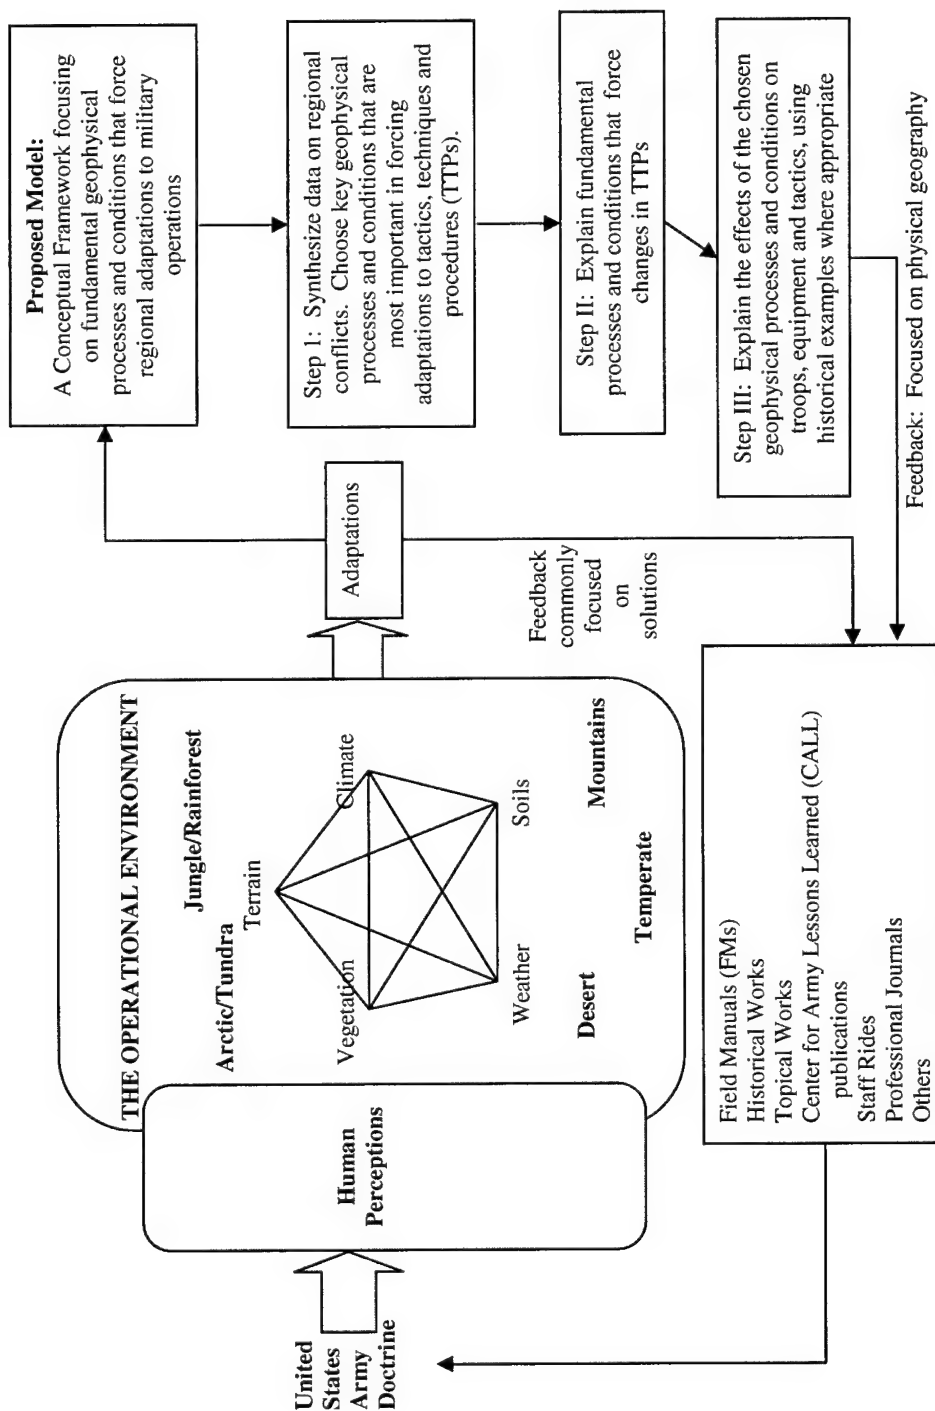 United
States
Army
Doctrine
Human
Perceptions
THE OPERATIONAL ENVIRONMENT
Arctic/Tundra
Jungle/Rainforest
Terrain
Vegetation
Climate
Weather
Soils
Desert
Mountains
Temperate
Adaptations
Feedback
commonly
focused
on
solutions
Proposed Model:
A Conceptual Framework focusing
on fundamental geophysical
processes and conditions that force
regional adaptations to military
operations
Step 1: Synthesize data on regional
conflicts. Choose key geophysical
processes and conditions that are
most important in forcing
adaptations to tactics, techniques and
procedures (TTPs).
Step II: Explain fundamental
processes and conditions that force
changes in TTPs
Step III: Explain the effects of the chosen
geophysical processes and conditions on
troops, equipment and tactics, using
historical examples where appropriate
Feedback: Focused on physical geography
Field Manuals (FMs)
Historical Works
Topical Works
Center for Army Lessons Learned (CALL)
publications
Staff Rides
Professional Journals
Others